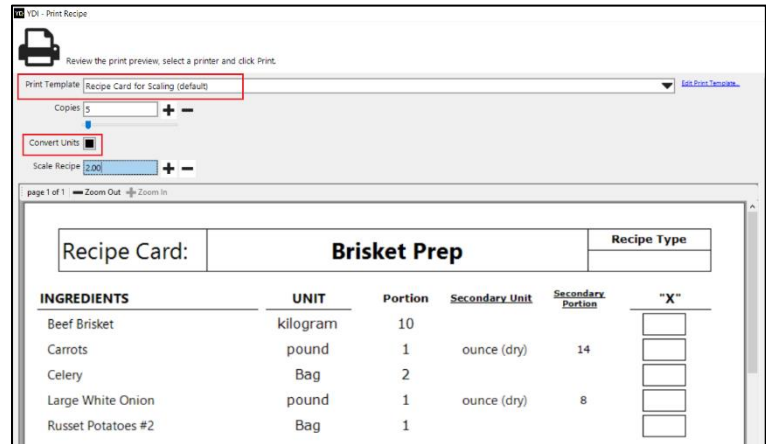 YDI - Print Recipe
Review the print preview, select a printer and click Print.
Print Template Recipe Card for Scaling (default) Edit Print Template...
Copies 5
Convert Units
Scale Recipe 2.00
page 1 of 1 Zoom Out Zoom In
Recipe Card: Brisket Prep Recipe Type
INGREDIENTS UNIT Portion Secondary Unit Secondary Portion "X"
Beef Brisket kilogram 10
Carrots pound 1 ounce (dry) 14
Celery Bag 2
Large White Onion pound 1 ounce (dry) 8
Russet Potatoes #2 Bag 1